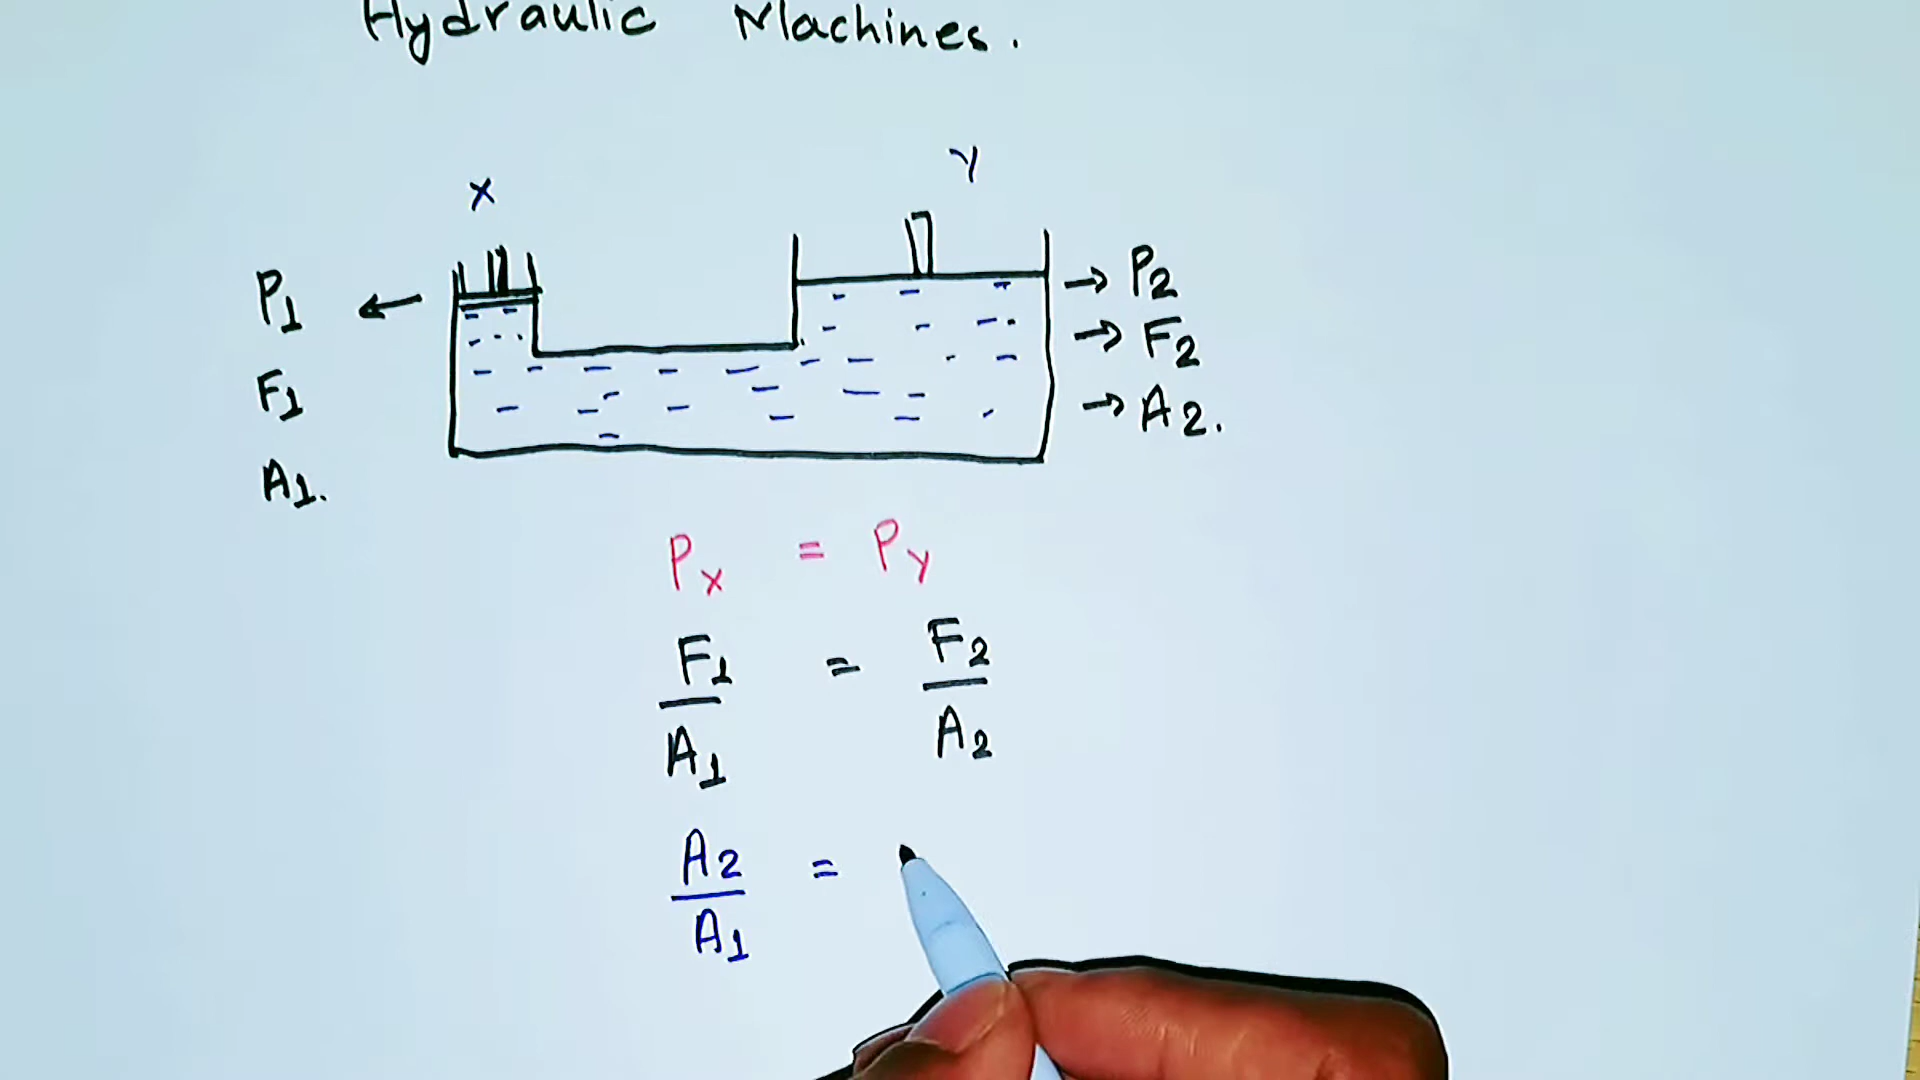 Hydraulic Machines.
X
Y
P1
F1
A1.
P2
F2
A2.
Px = Py
F1/A1 = F2/A2
A2/A1 =